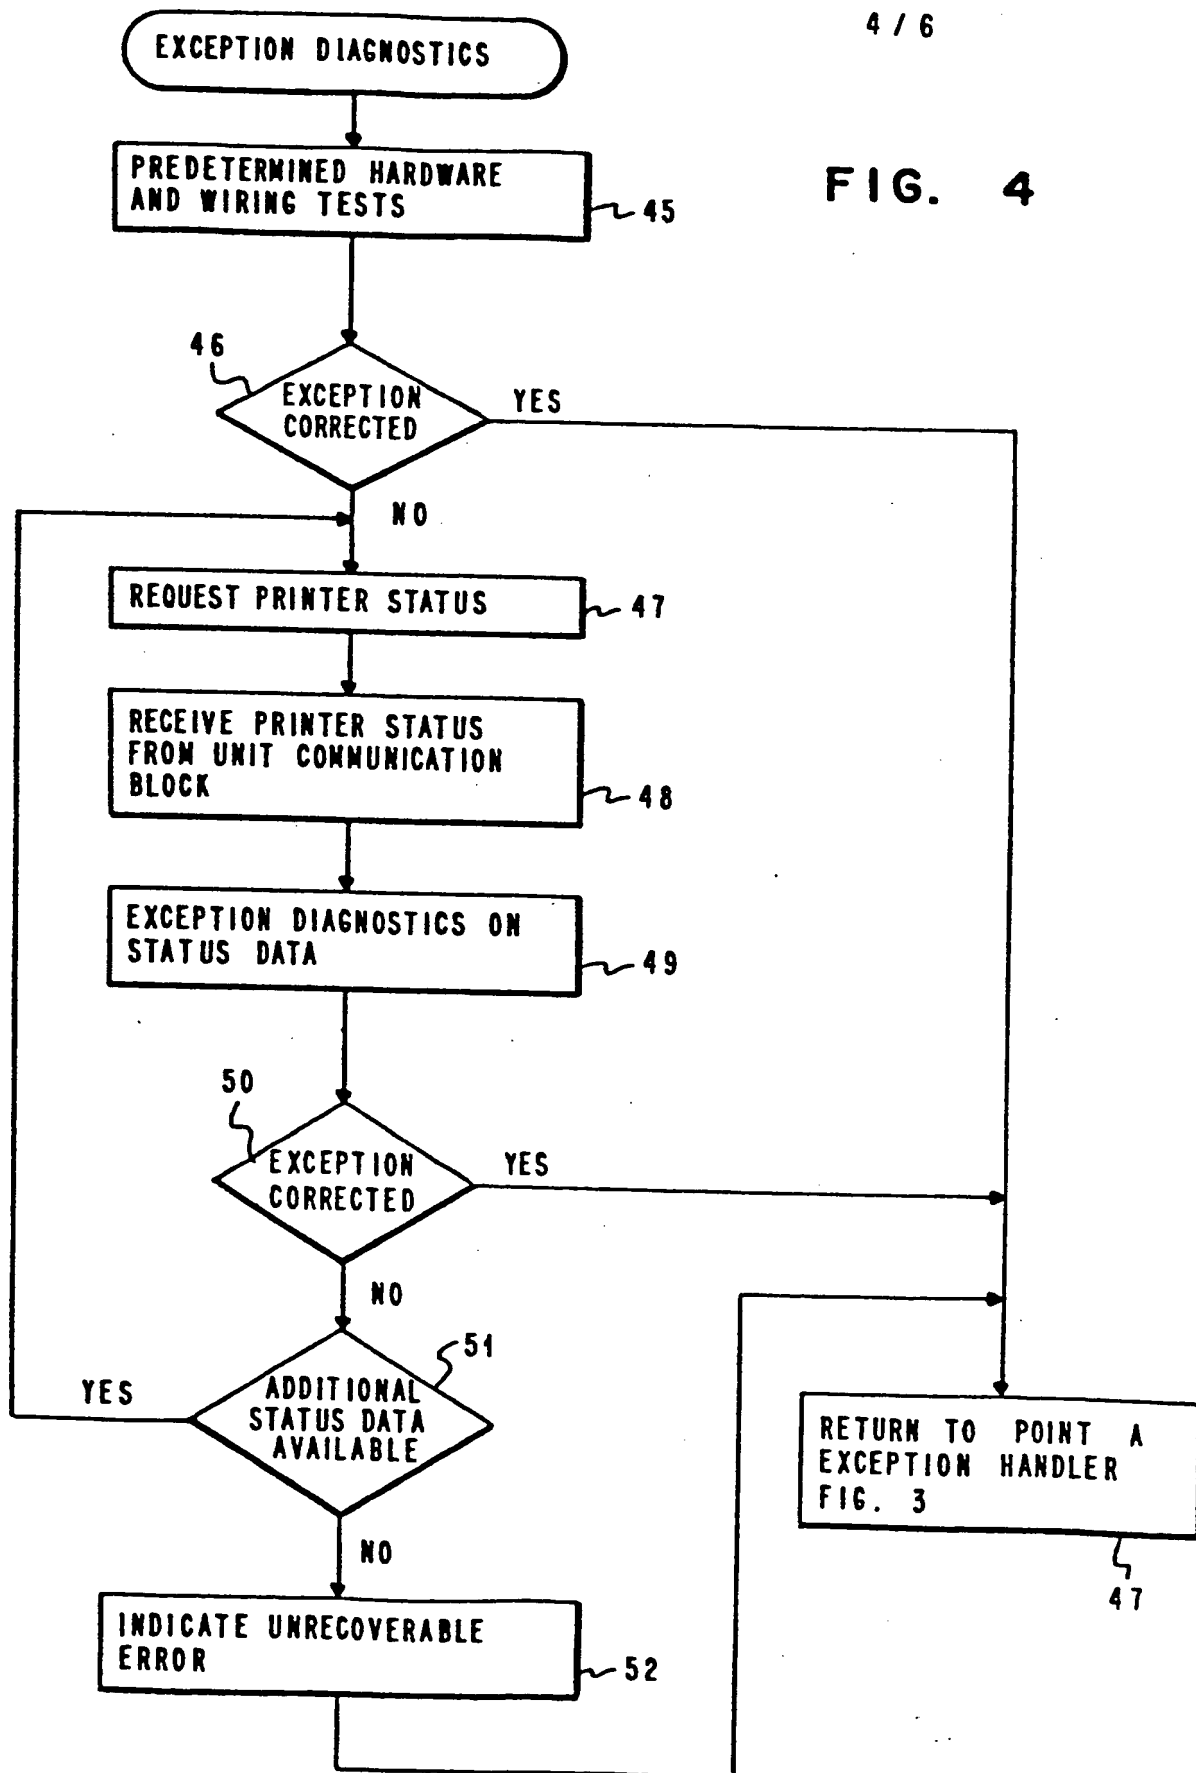 4 / 6
EXCEPTION DIAGNOSTICS
FIG. 4
PREDETERMINED HARDWARE
AND WIRING TESTS
45
46
EXCEPTION
CORRECTED
YES
NO
REQUEST PRINTER STATUS
47
RECEIVE PRINTER STATUS
FROM UNIT COMMUNICATION
BLOCK
48
EXCEPTION DIAGNOSTICS ON
STATUS DATA
49
50
EXCEPTION
CORRECTED
YES
NO
51
YES
ADDITIONAL
STATUS DATA
AVAILABLE
NO
RETURN TO POINT A
EXCEPTION HANDLER
FIG. 3
47
INDICATE UNRECOVERABLE
ERROR
52